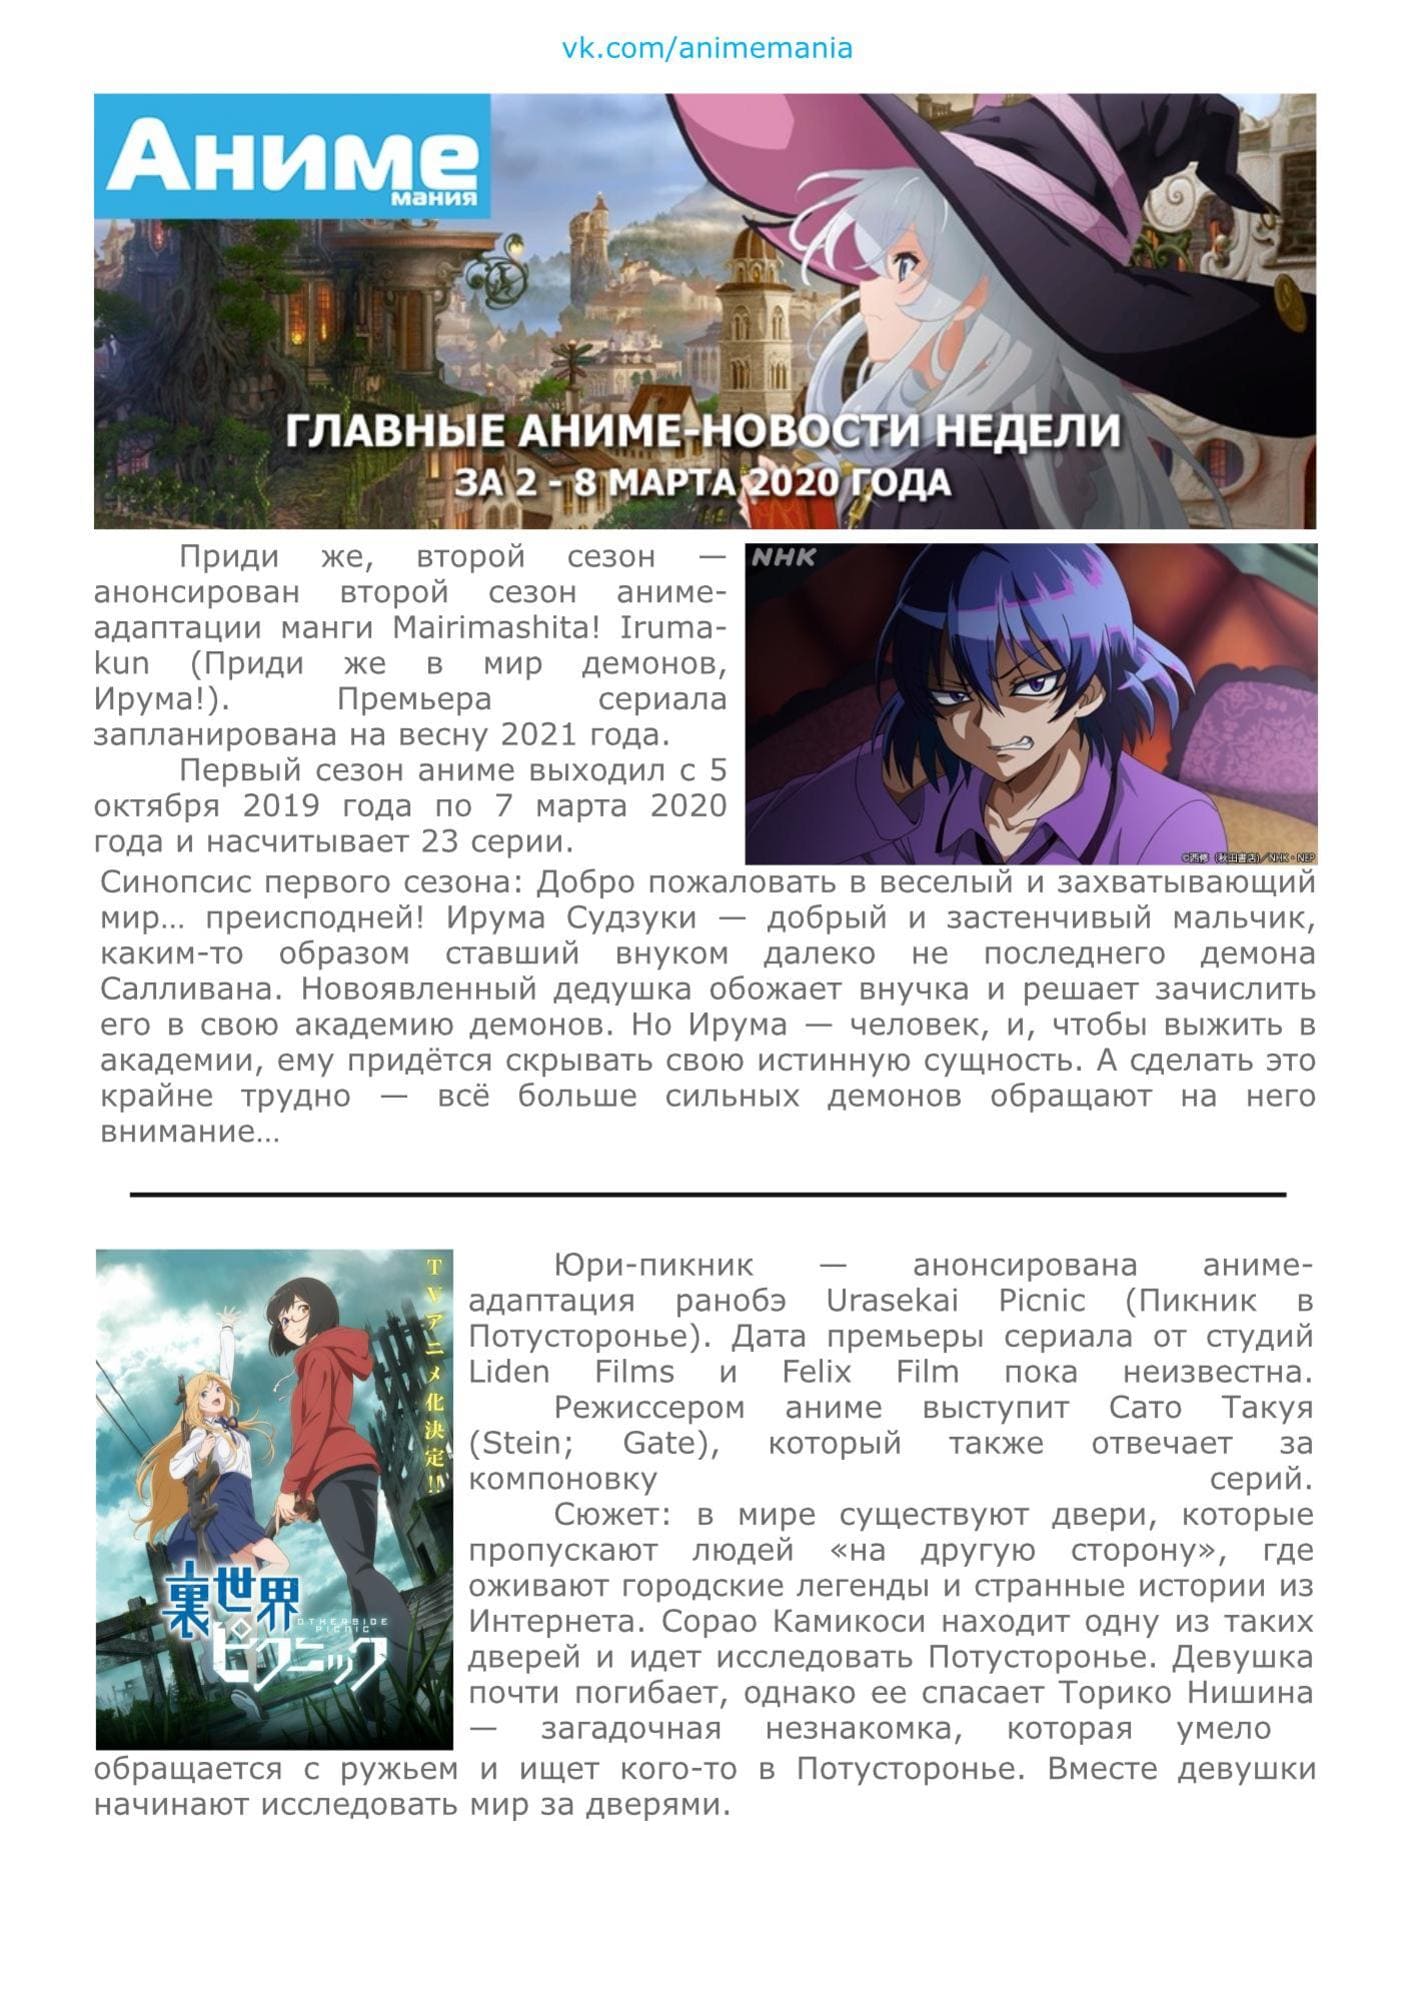 vk.com/animemania
Аниме
мания
ГЛАВНЫЕ АНИМЕ-НОВОСТИ НЕДЕЛИ
ЗА 2 - 8 МАРТА 2020 ГОДА
Приди же, второй сезон —
анонсирован второй сезон аниме-
адаптации манги Mairimashita! Iruma-
kun (Приди же в мир демонов,
Ирума!). Премьера сериала
запланирована на весну 2021 года.
Первый сезон аниме выходил с 5
октября 2019 года по 7 марта 2020
года и насчитывает 23 серии.
NHK
©西修（秋田書店）／NHK・NEP
Синопсис первого сезона: Добро пожаловать в веселый и захватывающий
мир… преисподней! Ирума Судзуки — добрый и застенчивый мальчик,
каким-то образом ставший внуком далеко не последнего демона
Салливана. Новоявленный дедушка обожает внучка и решает зачислить
его в свою академию демонов. Но Ирума — человек, и, чтобы выжить в
академии, ему придётся скрывать свою истинную сущность. А сделать это
крайне трудно — всё больше сильных демонов обращают на него
внимание…
TVアニメ化決定!!
裏世界
OTHERSIDE
PICNIC
ピクニック
Юри-пикник — анонсирована аниме-
адаптация ранобэ Urasekai Picnic (Пикник в
Потусторонье). Дата премьеры сериала от студий
Liden Films и Felix Film пока неизвестна.
Режиссером аниме выступит Сато Такуя
(Stein; Gate), который также отвечает за
компоновку серий.
Сюжет: в мире существуют двери, которые
пропускают людей «на другую сторону», где
оживают городские легенды и странные истории из
Интернета. Сорао Камикоси находит одну из таких
дверей и идет исследовать Потусторонье. Девушка
почти погибает, однако ее спасает Торико Нишина
— загадочная незнакомка, которая умело
обращается с ружьем и ищет кого-то в Потусторонье. Вместе девушки
начинают исследовать мир за дверями.